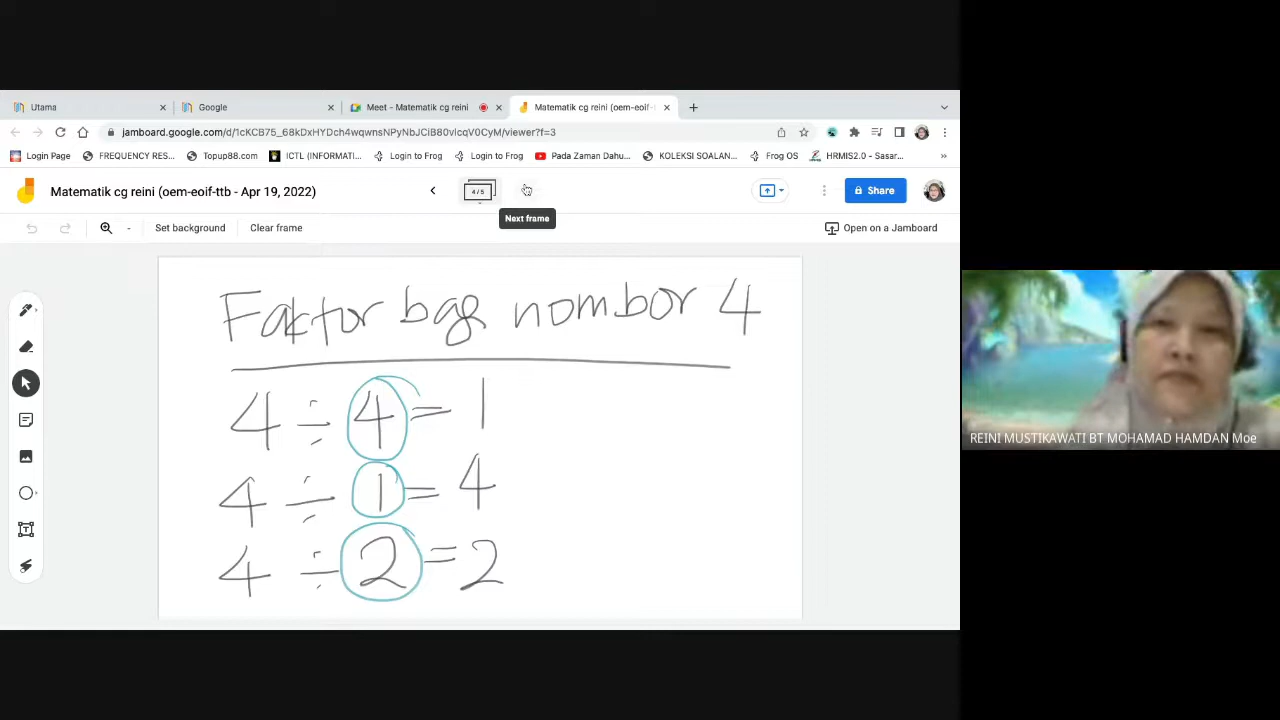 Utama
Google
Meet - Matematik cg reini
Matematik cg reini (oem-eoif-t
jamboard.google.com/d/1cKCB75_68kDxHYDch4wqwnsNPyNbJCiB80vlcqV0CyM/viewer?f=3
Login Page
FREQUENCY RES...
Topup88.com
ICTL (INFORMATI...
Login to Frog
Login to Frog
Pada Zaman Dahu...
KOLEKSI SOALAN...
Frog OS
HRMIS2.0 - Sasar...
»
Matematik cg reini (oem-eoif-ttb - Apr 19, 2022)
4/5
Share
Next frame
Set background
Clear frame
Open on a Jamboard
Faktor bag nombor 4
4 ÷ 4 = 1
4 ÷ 1 = 4
4 ÷ 2 = 2
REINI MUSTIKAWATI BT MOHAMAD HAMDAN Moe